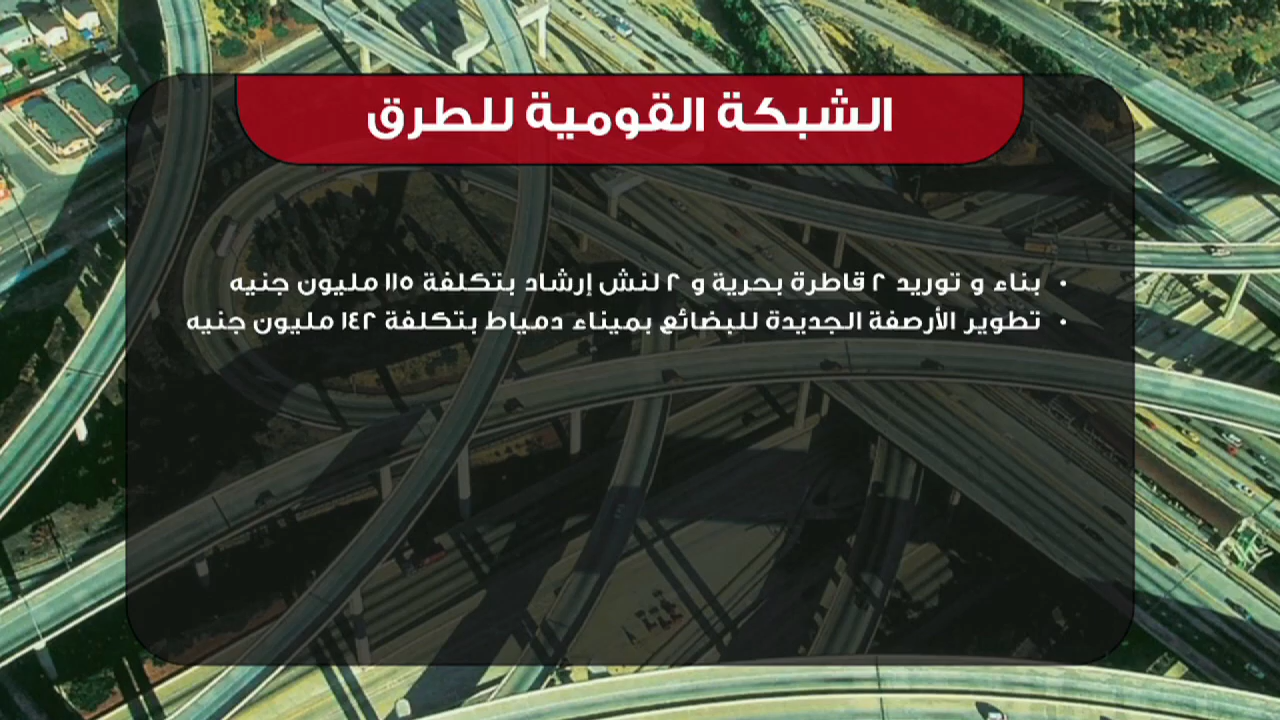 الشبكة القومية للطرق
• بناء و توريد ٢ قاطرة بحرية و ٢ لنش إرشاد بتكلفة ١١٥ مليون جنيه
• تطوير الأرصفة الجديدة للبضائع بميناء دمياط بتكلفة ١٤٢ مليون جنيه